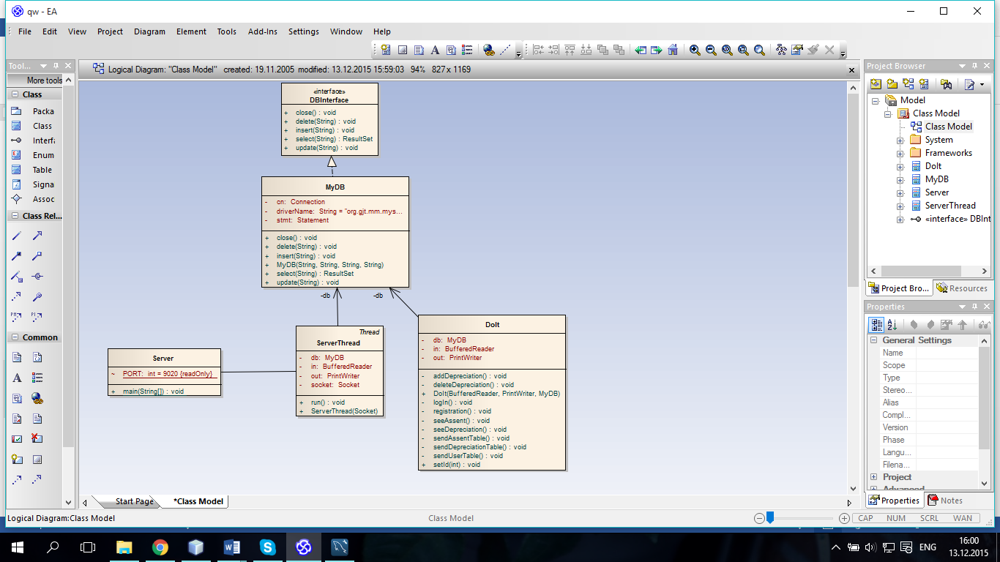 qw - EA
File Edit View Project Diagram Element Tools Add-Ins Settings Window Help
Tool...
More tools
Class
Packa
Class
Interfa
Enum
Table
Signa
Assoc
Class Rel...
Common
Logical Diagram: "Class Model" created: 19.11.2005 modified: 13.12.2015 15:59:03 94% 827 x 1169
«interface»
DBInterface
+ close() : void
+ delete(String) : void
+ insert(String) : void
+ select(String) : ResultSet
+ update(String) : void
MyDB
- cn: Connection
- driverName: String = "org.gjt.mm.mys...
- stmt: Statement
+ close() : void
+ delete(String) : void
+ insert(String) : void
+ MyDB(String, String, String, String)
+ select(String) : ResultSet
+ update(String) : void
-db -db
Thread
ServerThread
- db: MyDB
- in: BufferedReader
- out: PrintWriter
- socket: Socket
+ run() : void
+ ServerThread(Socket)
Server
~ PORT: int = 9020 {readOnly}
+ main(String[]) : void
DoIt
- db: MyDB
- in: BufferedReader
- out: PrintWriter
- addDepreciation() : void
- deleteDepreciation() : void
+ DoIt(BufferedReader, PrintWriter, MyDB)
- logIn() : void
- registration() : void
- seeAssent() : void
- seeDepreciation() : void
- sendAssentTable() : void
- sendDepreciationTable() : void
- sendUserTable() : void
+ setId(int) : void
Start Page *Class Model
Project Browser
Model
Class Model
Class Model
System
Frameworks
DoIt
MyDB
Server
ServerThread
«interface» DBInt
Project Bro... Resources
Properties
General Settings
Name
Scope
Type
Stereo...
Alias
Compl...
Version
Phase
Langu...
Filena...
Project
Advanced
Properties Notes
Logical Diagram:Class Model Class Model CAP NUM SCRL WAN
ENG
16:00
13.12.2015